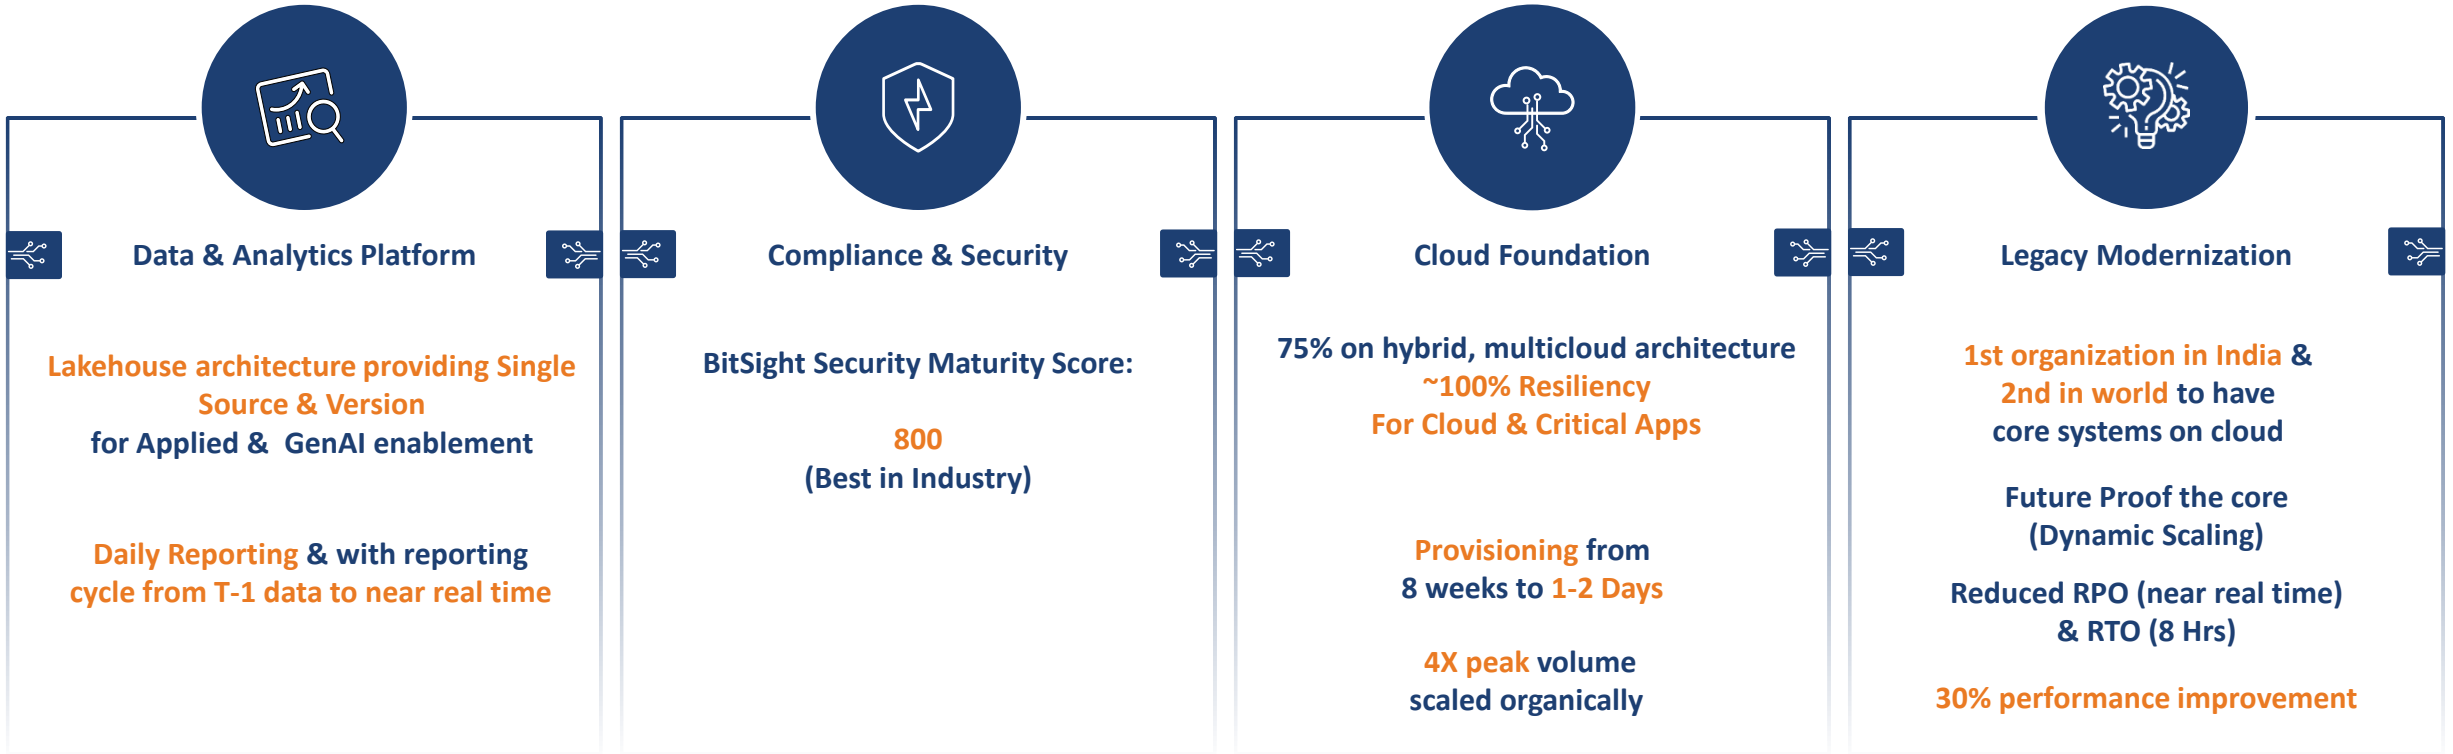 Data & Analytics Platform
Lakehouse architecture providing Single
Source & Version
for Applied & GenAI enablement
Daily Reporting & with reporting
cycle from T-1 data to near real time
Compliance & Security
BitSight Security Maturity Score:
800
(Best in Industry)
Cloud Foundation
75% on hybrid, multicloud architecture
~100% Resiliency
For Cloud & Critical Apps
Provisioning from
8 weeks to 1-2 Days
4X peak volume
scaled organically
Legacy Modernization
1st organization in India &
2nd in world to have
core systems on cloud
Future Proof the core
(Dynamic Scaling)
Reduced RPO (near real time)
& RTO (8 Hrs)
30% performance improvement